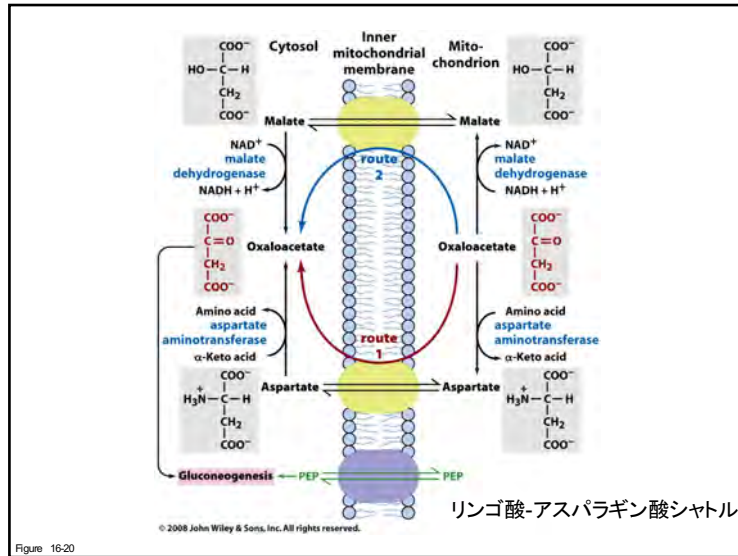 Cytosol
Inner
mitochondrial
membrane
Mito-
chondrion
COO⁻
HO—C—H
CH₂
COO⁻
COO⁻
HO—C—H
CH₂
COO⁻
Malate
Malate
NAD⁺
malate
dehydrogenase
NADH + H⁺
route
2
NAD⁺
malate
dehydrogenase
NADH + H⁺
COO⁻
C=O
CH₂
COO⁻
Oxaloacetate
Oxaloacetate
COO⁻
C=O
CH₂
COO⁻
Amino acid
aspartate
aminotransferase
α-Keto acid
route
1
Amino acid
aspartate
aminotransferase
α-Keto acid
Aspartate
Aspartate
COO⁻
H₃N⁺—C—H
CH₂
COO⁻
COO⁻
H₃N⁺—C—H
CH₂
COO⁻
Gluconeogenesis
PEP
PEP
リンゴ酸-アスパラギン酸シャトル
© 2008 John Wiley & Sons, Inc. All rights reserved.
Figure 16-20